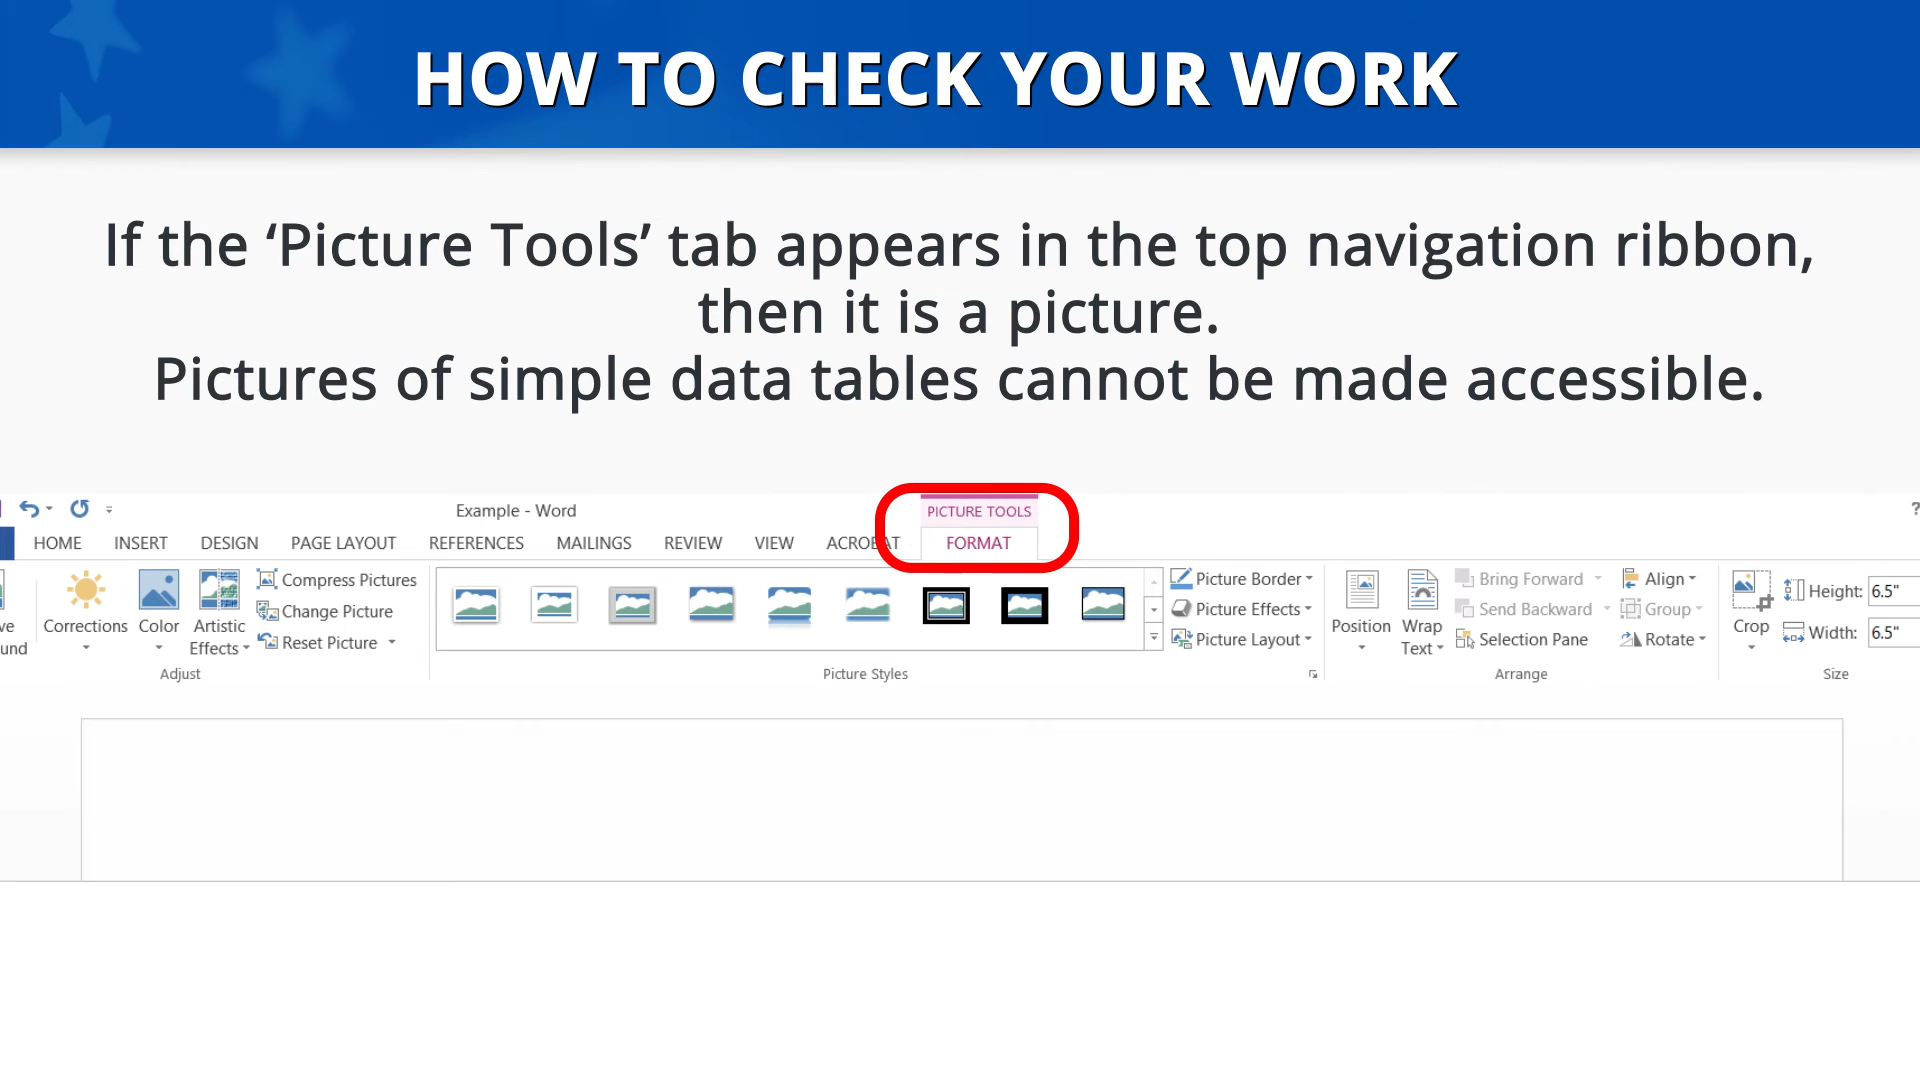 HOW TO CHECK YOUR WORK
If the ‘Picture Tools’ tab appears in the top navigation ribbon,
then it is a picture.
Pictures of simple data tables cannot be made accessible.
Example - Word
PICTURE TOOLS
?
HOME INSERT DESIGN PAGE LAYOUT REFERENCES MAILINGS REVIEW VIEW ACROBAT FORMAT
Compress Pictures
Change Picture
Reset Picture
ve
und
Corrections
Color
Artistic
Effects
Adjust
Picture Styles
Picture Border
Picture Effects
Picture Layout
Position
Wrap
Text
Bring Forward
Send Backward
Selection Pane
Align
Group
Rotate
Arrange
Crop
Height: 6.5"
Width: 6.5"
Size